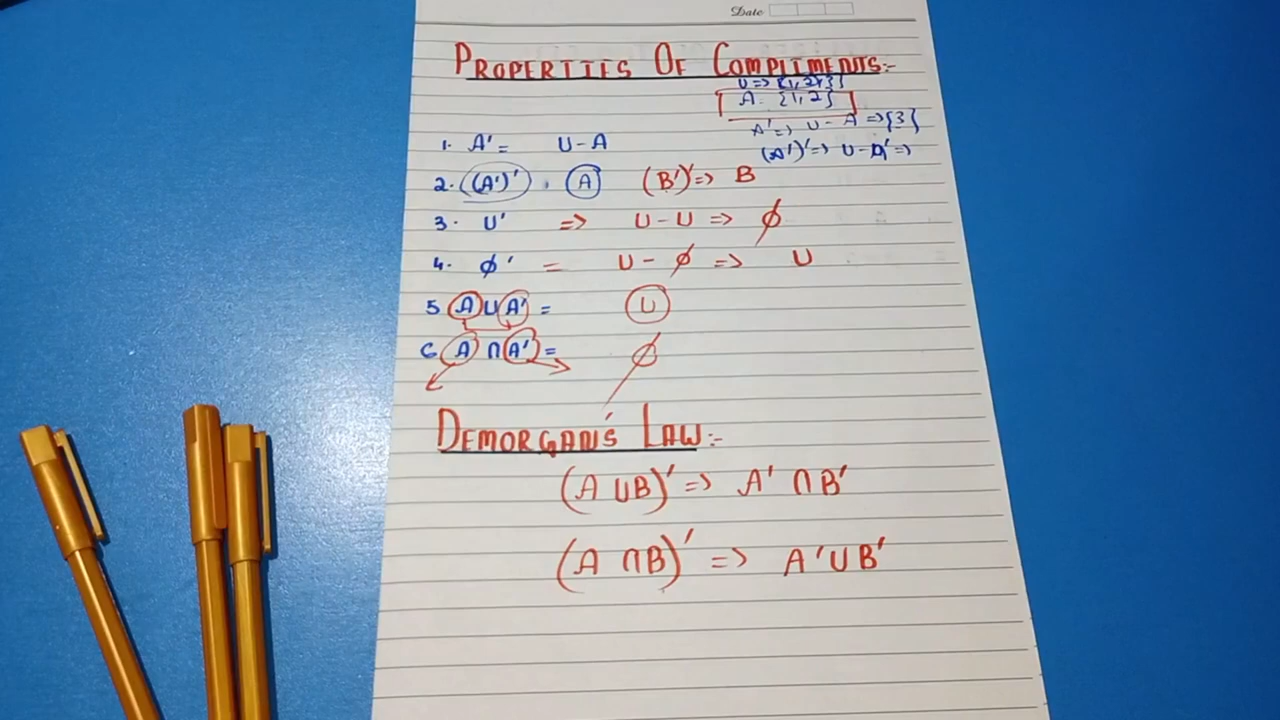 Date
PROPERTIES OF COMPLIMENTS:-
U => {1,2,3}
A = {1,2}
A' => U - A => {3}
(A')' => U - A' =>
1. A' = U - A
2. (A')' = A (B')' => B
3. U' => U - U => ϕ
4. ϕ' = U - ϕ => U
5 A ∪ A' = U
6 A ∩ A' = ϕ
DEMORGAN'S LAW:-
(A ∪ B)' => A' ∩ B'
(A ∩ B)' => A' ∪ B'